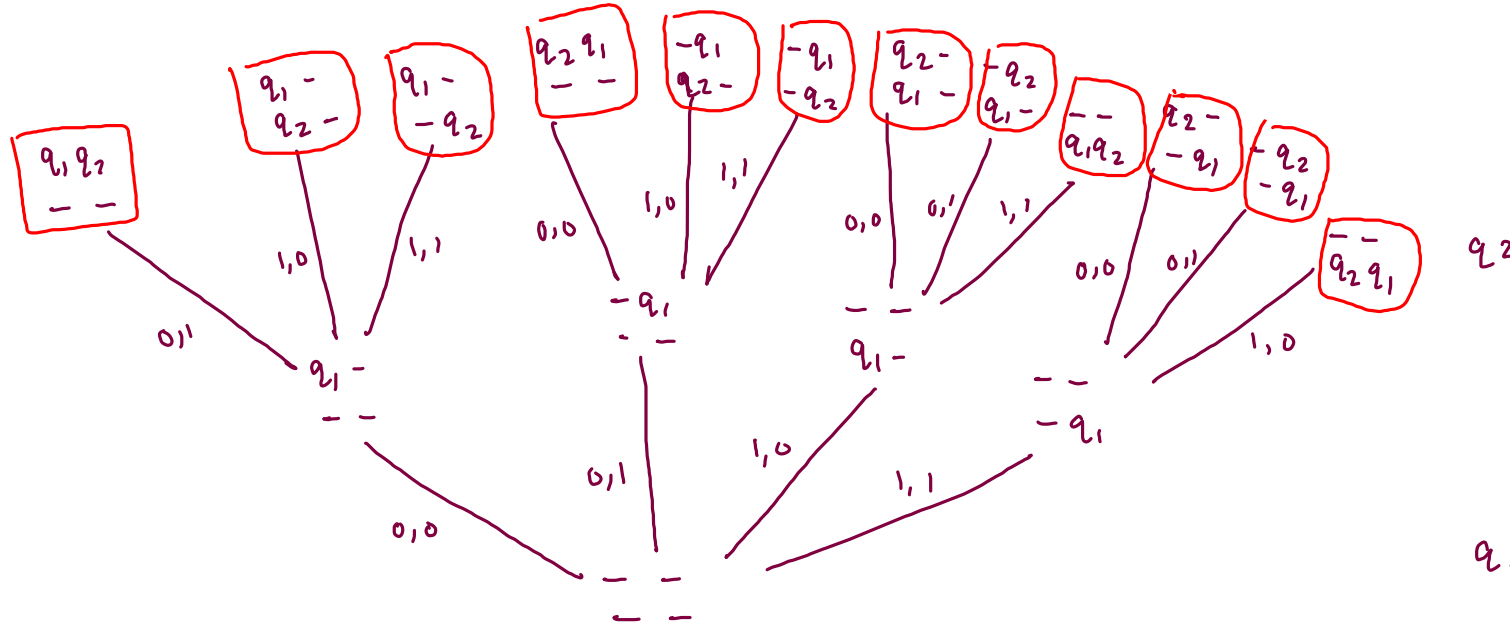 q₂ q₁
– –
– q₁
q₂ –
– q₁
– q₂
q₂ –
q₁ –
– q₂
q₁ –
q₁ –
q₂ –
q₁ –
– q₂
– –
q₁ q₂
q₂ –
– q₁
– q₂
– q₁
q₁ q₂
– –
– –
q₂ q₁
q₂
0,1
1,0
1,1
0,0
1,0
1,1
0,0
0,1
1,1
0,0
0,1
1,0
q₁ –
– –
– q₁
– –
– –
q₁ –
– –
– q₁
0,0
0,1
1,0
1,1
q
– –
– –